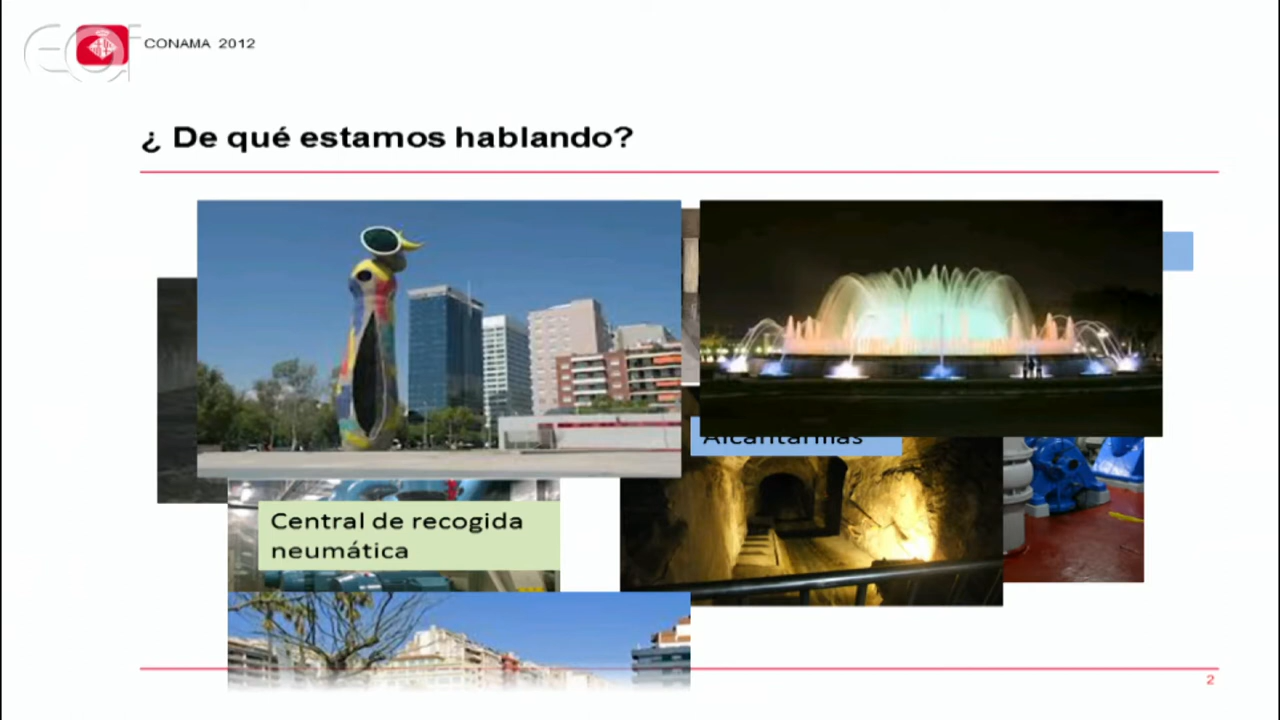 CONAMA 2012
¿ De qué estamos hablando?
Central de recogida
neumática
2